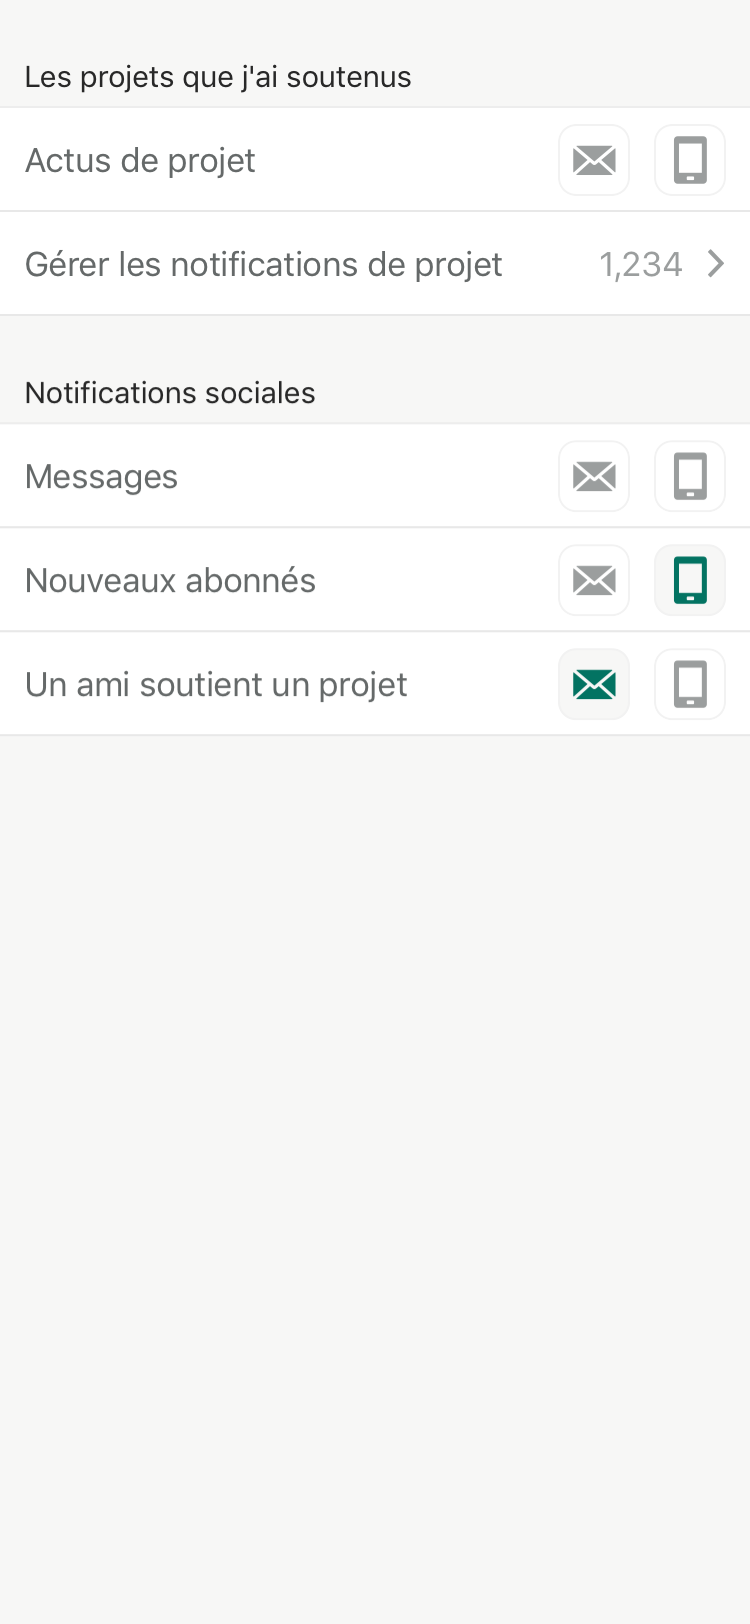 Les projets que j'ai soutenus
Actus de projet
Gérer les notifications de projet 1,234
Notifications sociales
Messages
Nouveaux abonnés
Un ami soutient un projet